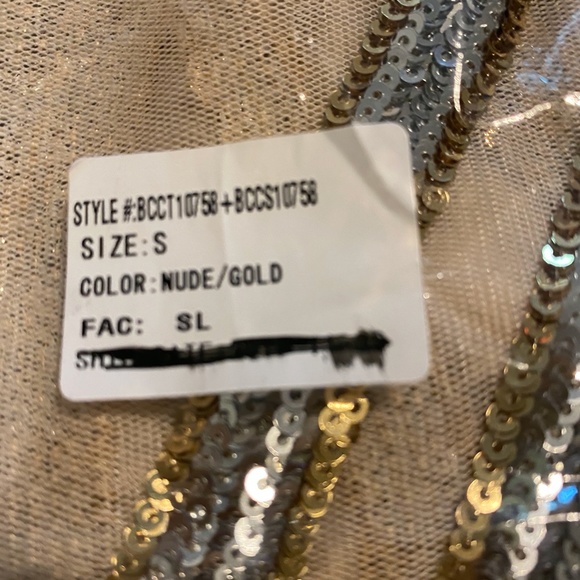 STYLE #:BCCT10758+BCCS10758
SIZE:S
COLOR:NUDE/GOLD
FAC: SL